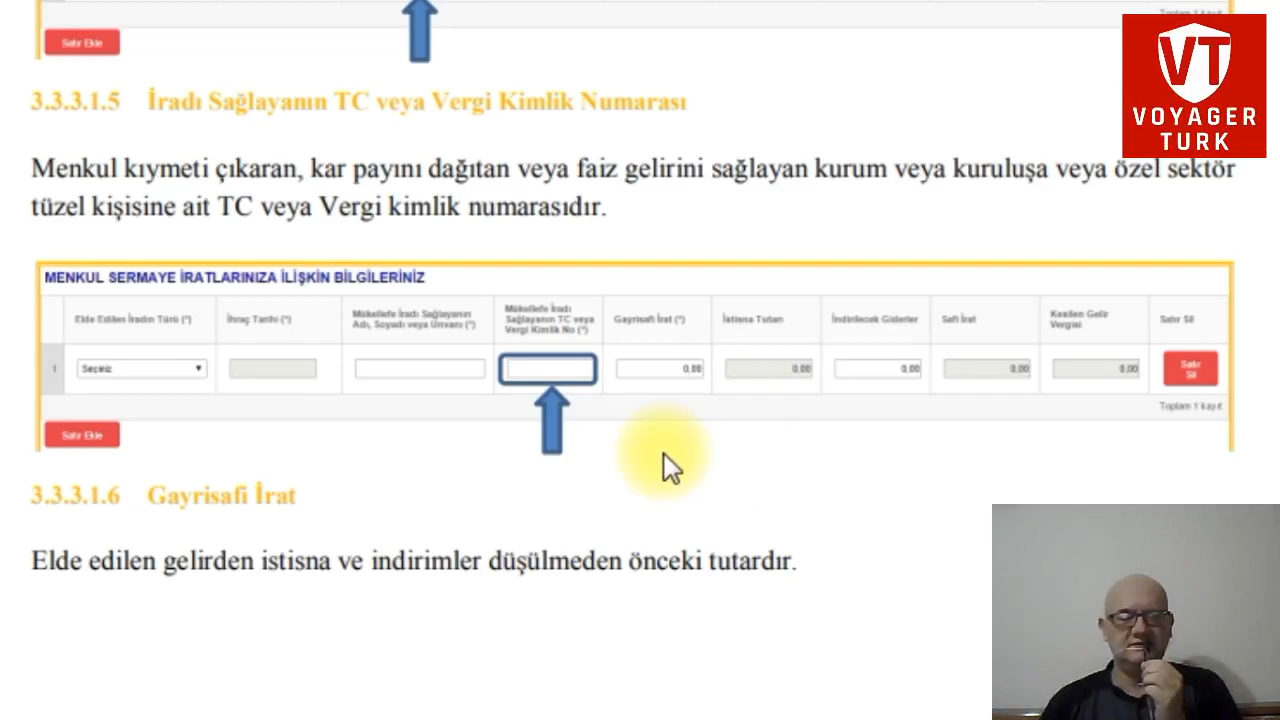 Satır Ekle
3.3.3.1.5 İradı Sağlayanın TC veya Vergi Kimlik Numarası
Menkul kıymeti çıkaran, kar payını dağıtan veya faiz gelirini sağlayan kurum veya kuruluşa veya özel sektör
tüzel kişisine ait TC veya Vergi kimlik numarasıdır.
VT
VOYAGER
TURK
MENKUL SERMAYE İRATLARINIZA İLİŞKİN BİLGİLERİNİZ
Elde Edilen İradın Türü (*)
İhraç Tarihi (*)
Mükellefe İradı Sağlayanın
Adı, Soyadı veya Ünvanı (*)
Mükellefe İradı
Sağlayanın TC veya
Vergi Kimlik No (*)
Gayrisafi İrat (*)
İstisna Tutarı
İndirilecek Giderler
Safi İrat
Kesilen Gelir
Vergisi
Satır Sil
1 Seçiniz 0,00 0,00 0,00 0,00 0,00
Satır
Sil
Toplam 1 kayıt
Satır Ekle
3.3.3.1.6 Gayrisafi İrat
Elde edilen gelirden istisna ve indirimler düşülmeden önceki tutardır.